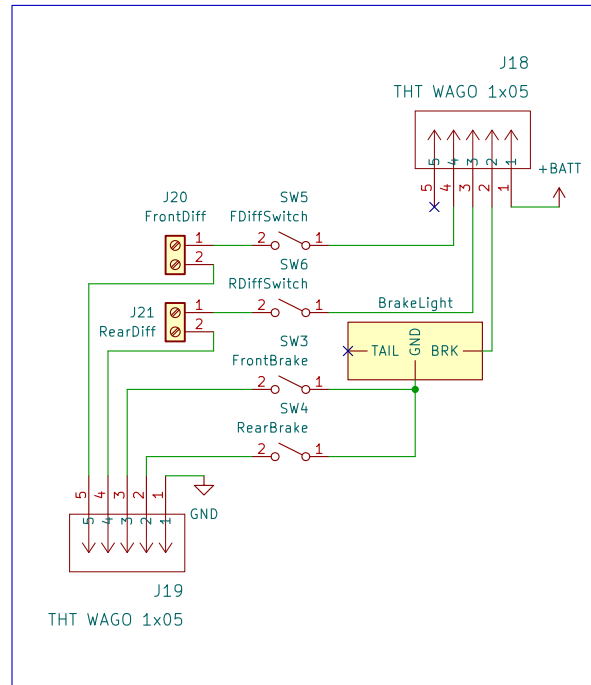 J18
THT WAGO 1x05
5 4 3 2 1
5 4 3 2 1
+BATT
J20
FrontDiff
1
2
SW5
FDiffSwitch
2 1
SW6
RDiffSwitch
2 1
J21
RearDiff
1
2
BrakeLight
TAIL GND BRK
SW3
FrontBrake
2 1
SW4
RearBrake
2 1
5 4 3 2 1
5 4 3 2 1
GND
J19
THT WAGO 1x05